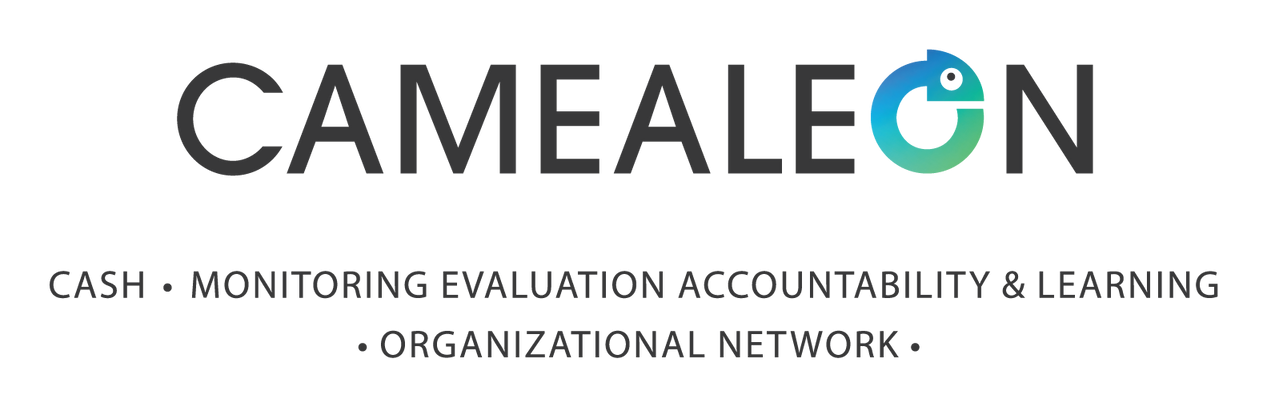 CAMEALEON
CASH • MONITORING EVALUATION ACCOUNTABILITY & LEARNING
• ORGANIZATIONAL NETWORK •